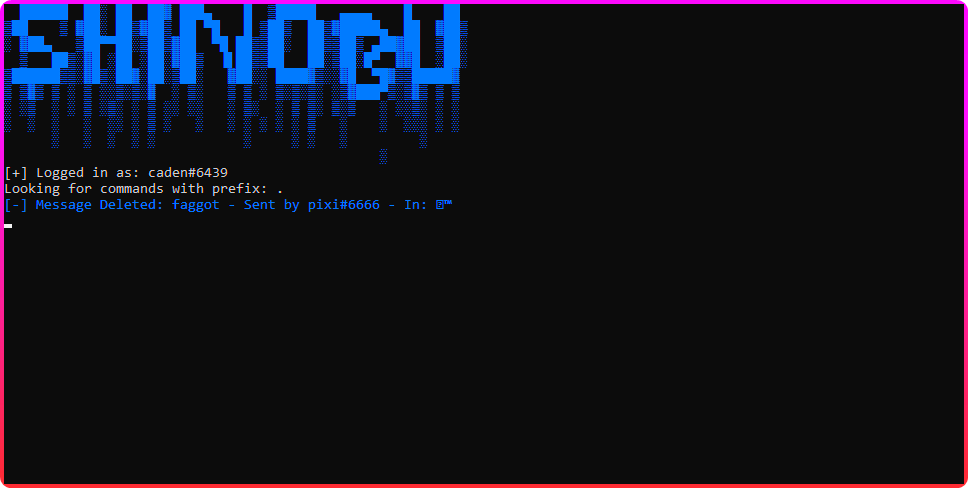 SHINOBU
[+] Logged in as: caden#6439
Looking for commands with prefix: .
[-] Message Deleted: faggot - Sent by pixi#6666 - In: ™